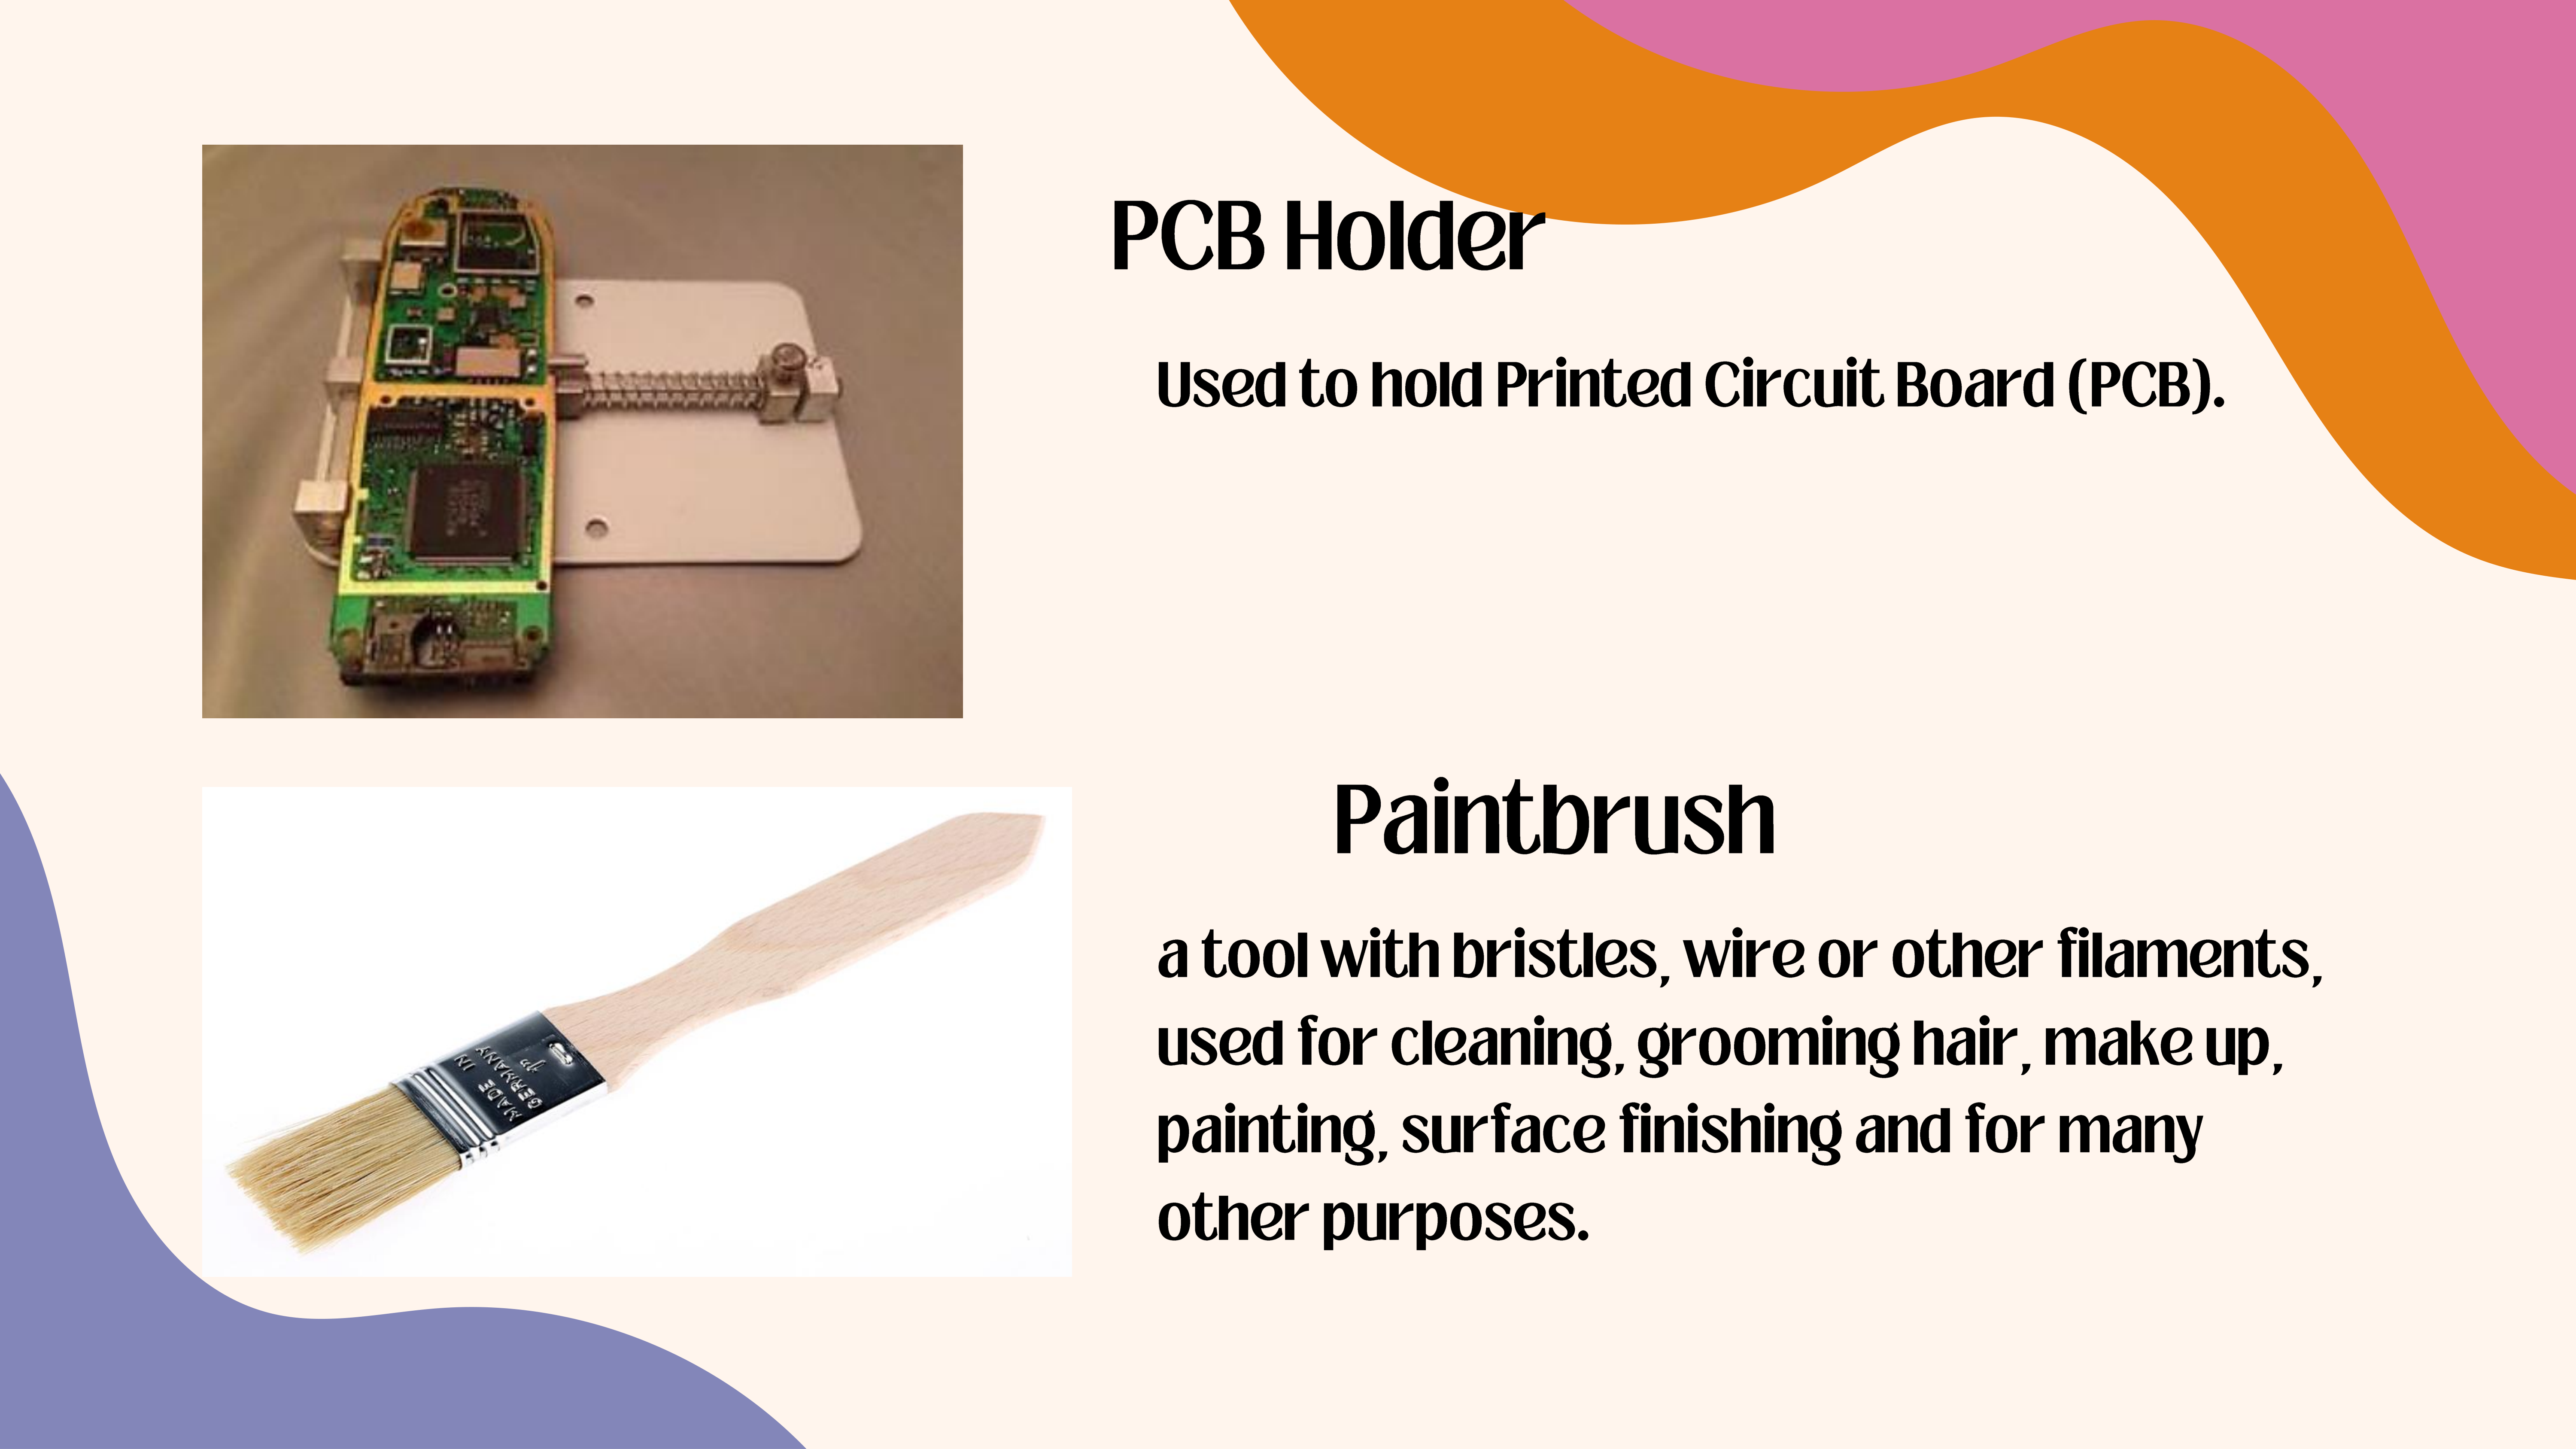 PCB Holder
Used to hold Printed Circuit Board (PCB).
Paintbrush
a tool with bristles, wire or other filaments,
used for cleaning, grooming hair, make up,
painting, surface finishing and for many
other purposes.
1"
MADE IN
GERMANY